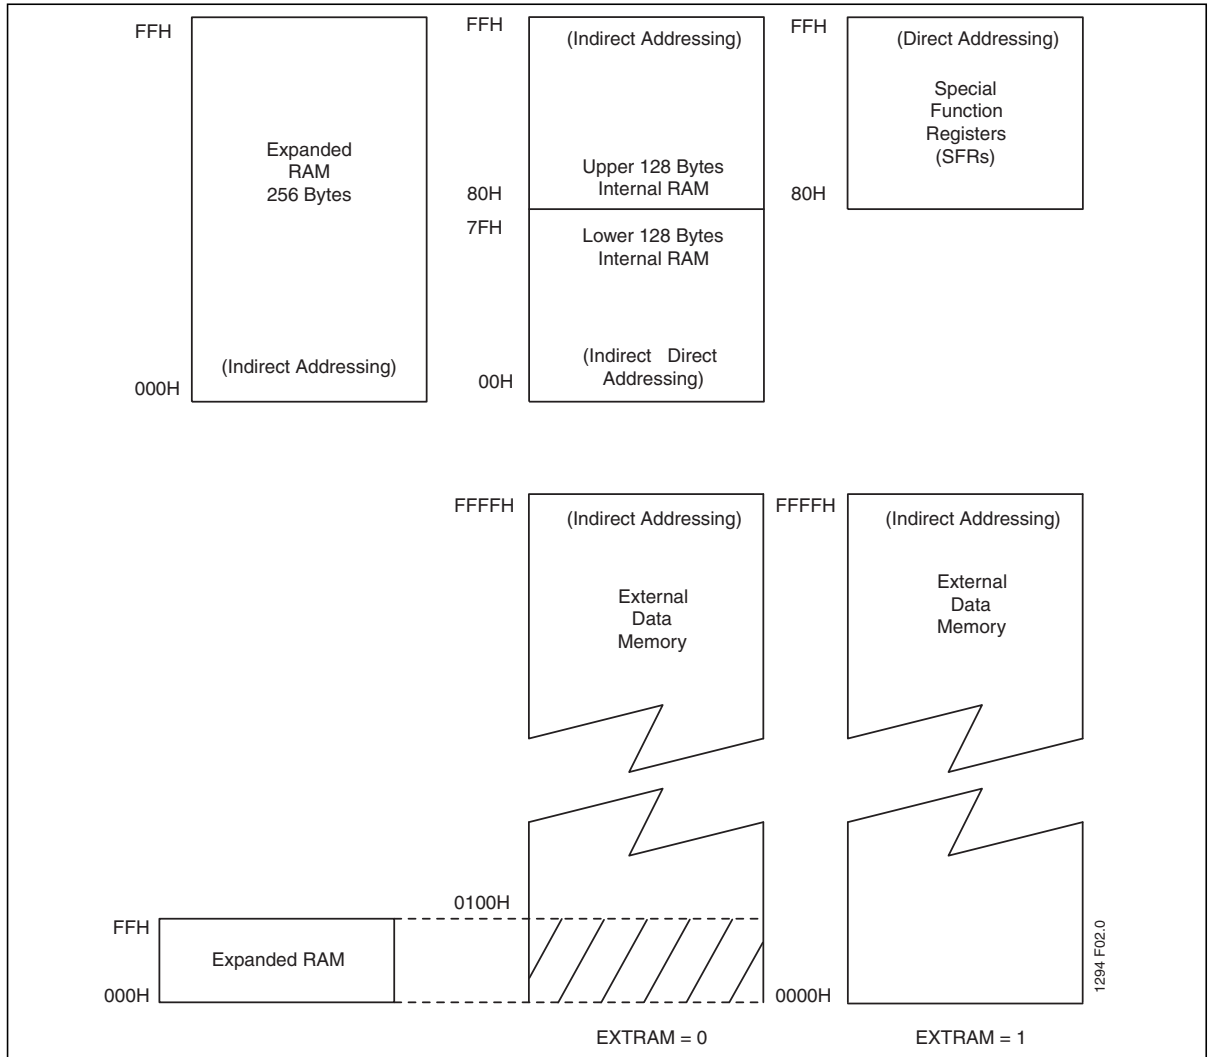 FFH
Expanded
RAM
256 Bytes
(Indirect Addressing)
000H
FFH
(Indirect Addressing)
Upper 128 Bytes
Internal RAM
80H
7FH
Lower 128 Bytes
Internal RAM
(Indirect Direct
Addressing)
00H
FFH
(Direct Addressing)
Special
Function
Registers
(SFRs)
80H
FFFFH
(Indirect Addressing)
External
Data
Memory
FFFFH
(Indirect Addressing)
External
Data
Memory
0100H
FFH
Expanded RAM
000H
0000H
EXTRAM = 0
EXTRAM = 1
1294 F02.0